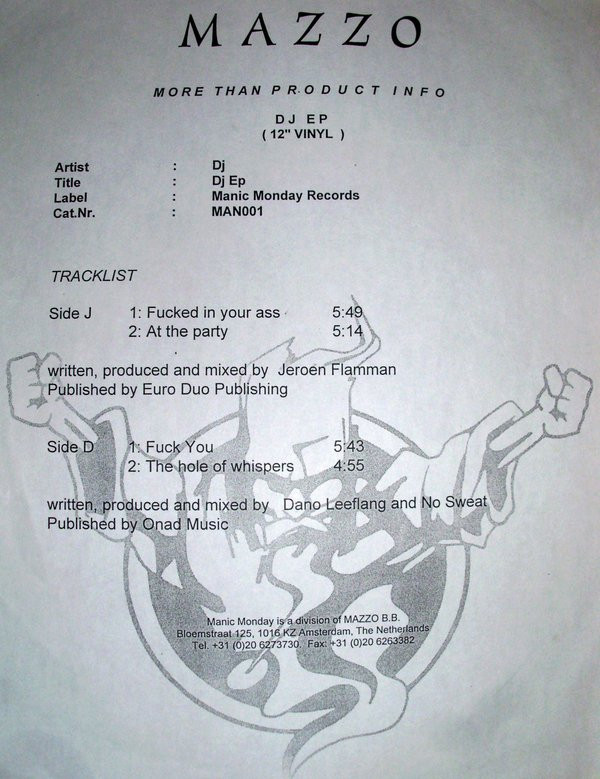 MAZZO
MORE THAN PRODUCT INFO
DJ EP
( 12" VINYL )
Artist : Dj
Title : Dj Ep
Label : Manic Monday Records
Cat.Nr. : MAN001
TRACKLIST
Side J 1: Fucked in your ass 5:49
2: At the party 5:14
written, produced and mixed by Jeroen Flamman
Published by Euro Duo Publishing
Side D 1: Fuck You 5:43
2: The hole of whispers 4:55
written, produced and mixed by Dano Leeflang and No Sweat
Published by Onad Music
Manic Monday is a division of MAZZO B.B.
Bloemstraat 125, 1016 KZ Amsterdam, The Netherlands
Tel. +31 (0)20 6273730. Fax: +31 (0)20 6263382